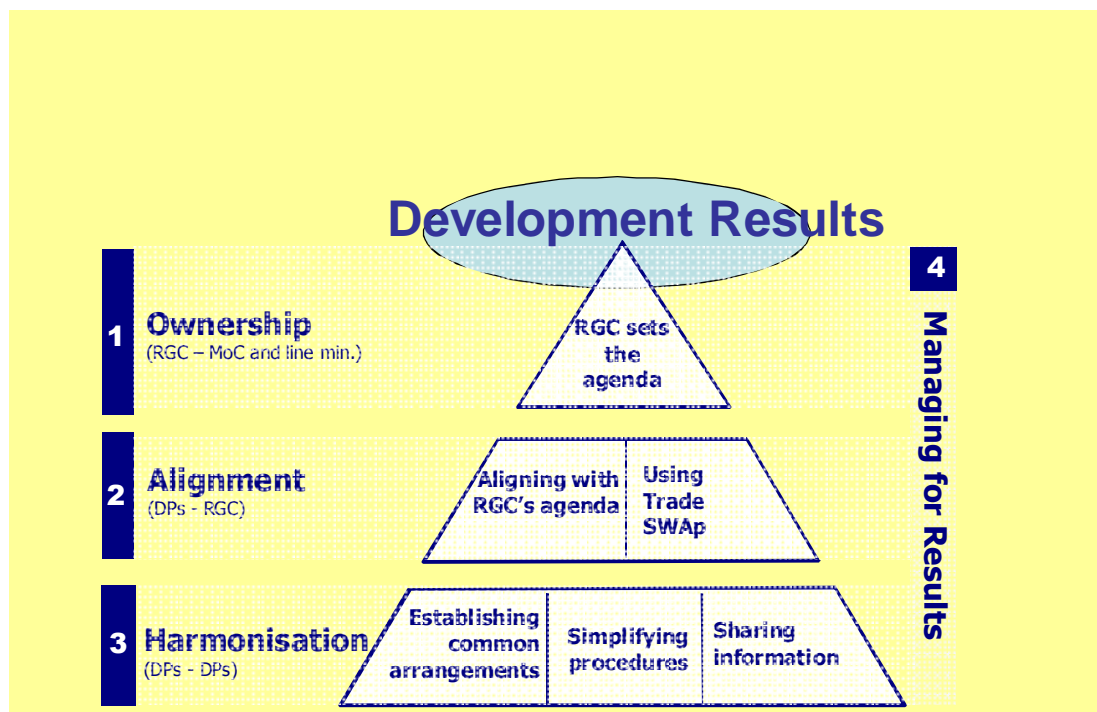 Development Results
4
1
Ownership
(RGC – MoC and line min.)
RGC sets
the
agenda
Managing for Results
2
Alignment
(DPs - RGC)
Aligning with
RGC's agenda
Using
Trade
SWAp
3
Harmonisation
(DPs - DPs)
Establishing
common
arrangements
Simplifying
procedures
Sharing
information